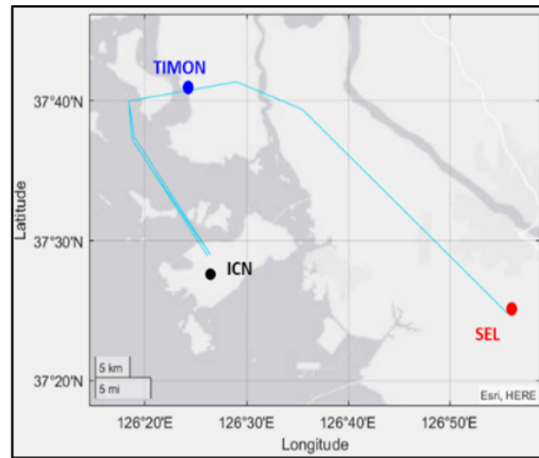 TIMON
37°40'N
Latitude
37°30'N
ICN
SEL
5 km
5 mi
37°20'N
Esri, HERE
126°20'E 126°30'E 126°40'E 126°50'E
Longitude